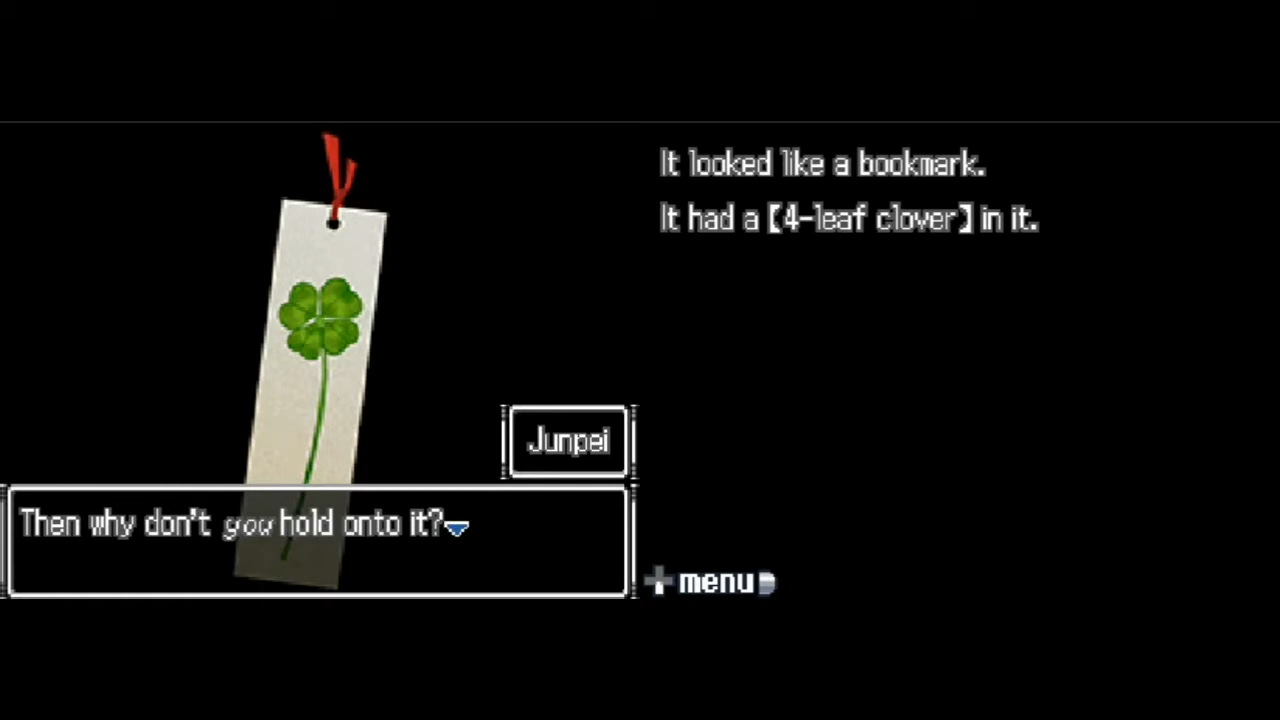 It looked like a bookmark.
It had a【4-leaf clover】in it.
Junpei
Then why don't you hold onto it?
menu